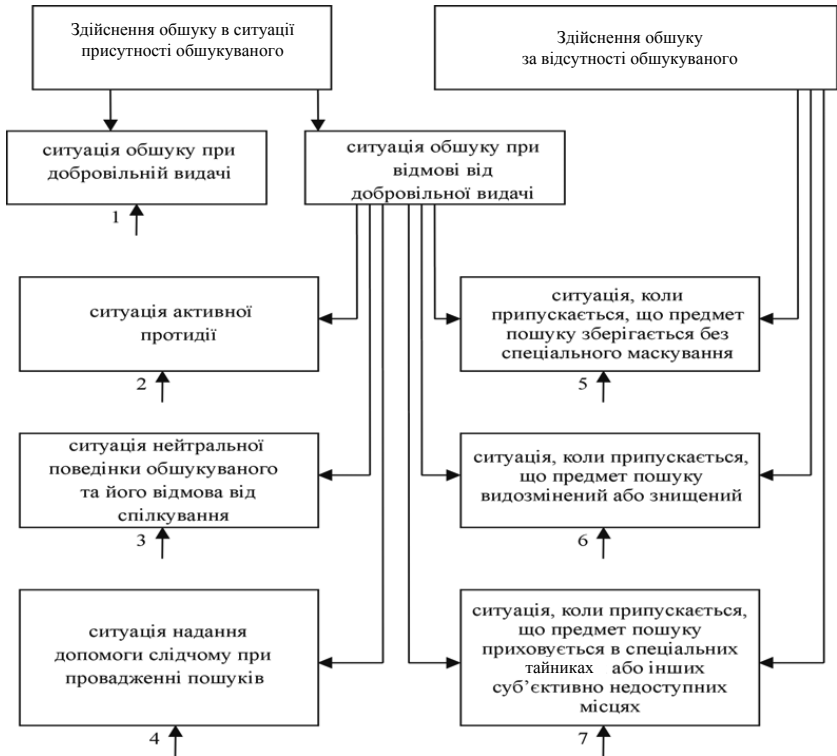 Здійснення обшуку в ситуації
присутності обшукуваного
Здійснення обшуку
за відсутності обшукуваного
ситуація обшуку при
добровільній видачі
1
ситуація обшуку при
відмові від
добровільної видачі
ситуація активної
протидії
2
ситуація, коли
припускається, що предмет
пошуку зберігається без
спеціального маскування
5
ситуація нейтральної
поведінки обшукуваного
та його відмова від
спілкування
3
ситуація, коли припускається,
що предмет пошуку
видозмінений або знищений
6
ситуація надання
допомоги слідчому при
провадженні пошуків
4
ситуація, коли припускається,
що предмет пошуку
приховується в спеціальних
тайниках або інших
суб’єктивно недоступних
місцях
7